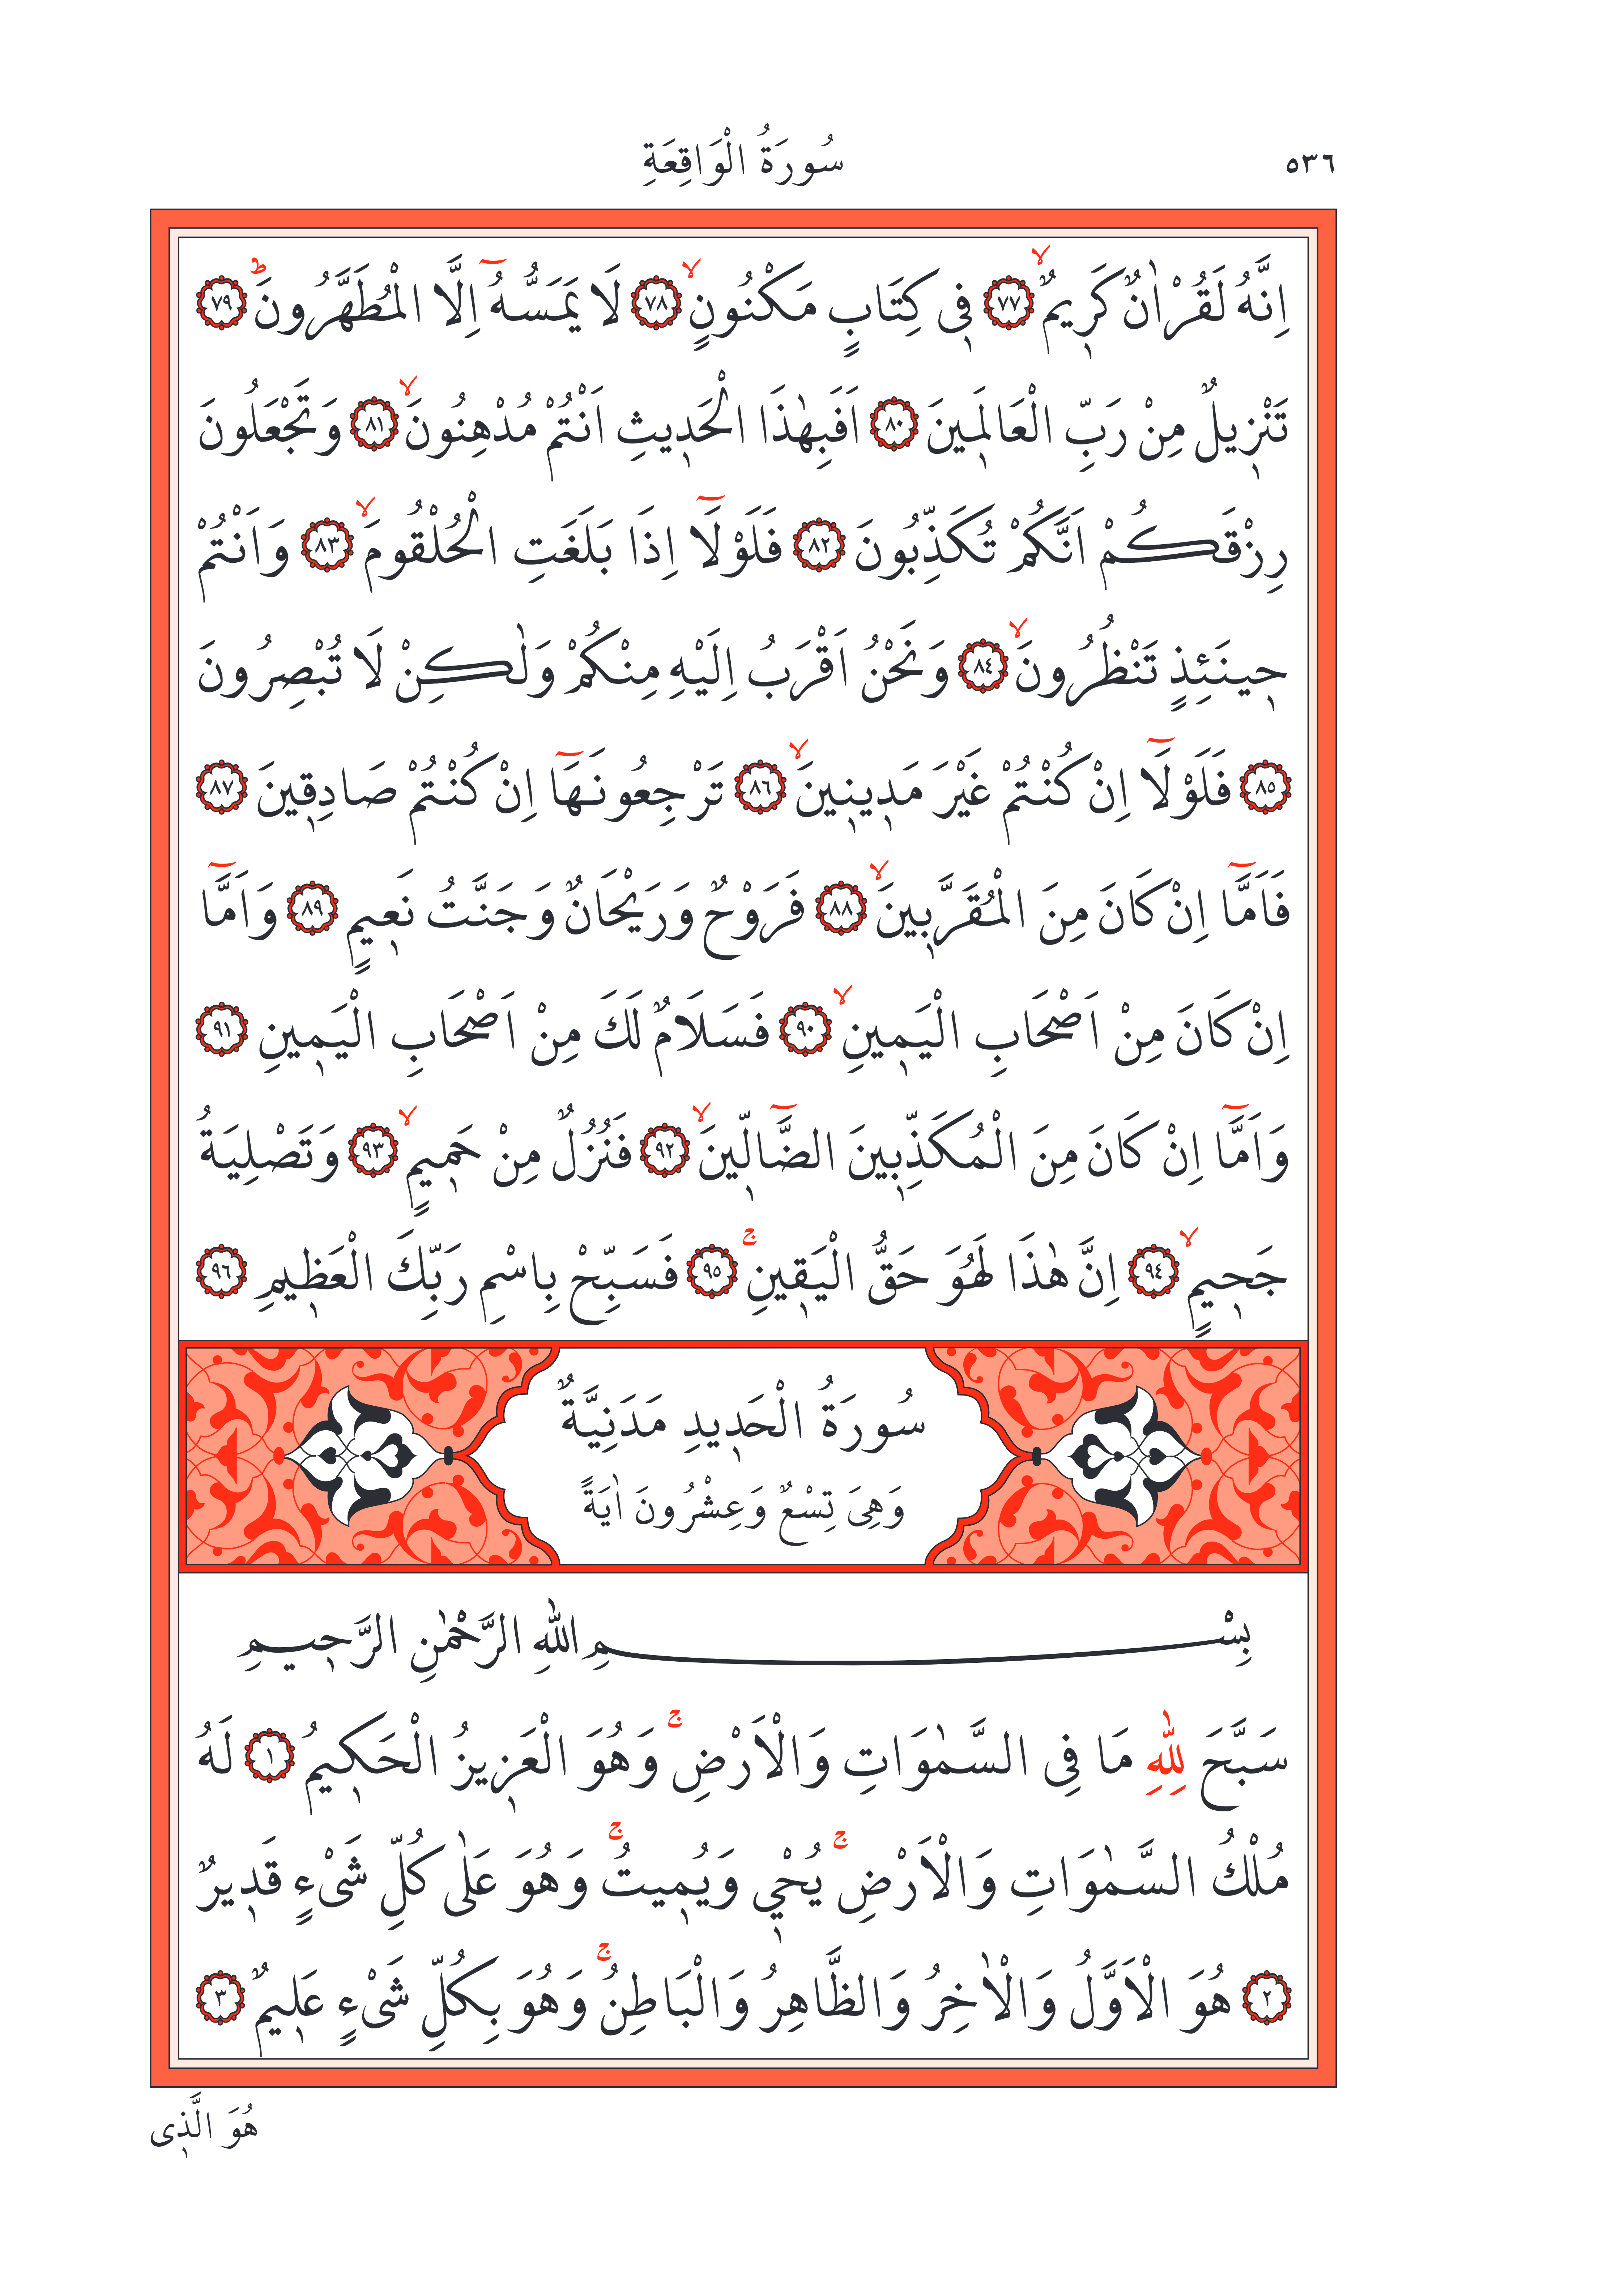 ٥٣٦
سُورَةُ الْوَاقِعَةِ
اِنَّهُ لَقُرْاٰنٌ كَرٖيمٌۙ ﴿٧٧﴾ فٖى كِتَابٍ مَكْنُونٍۙ ﴿٧٨﴾ لَا يَمَسُّهُٓ اِلَّا الْمُطَهَّرُونَؕ ﴿٧٩﴾
تَنْزٖيلٌ مِنْ رَبِّ الْعَالَمٖينَ ﴿٨٠﴾ اَفَبِهٰذَا الْحَدٖيثِ اَنْتُمْ مُدْهِنُونَۙ ﴿٨١﴾ وَتَجْعَلُونَ
رِزْقَكُمْ اَنَّكُمْ تُكَذِّبُونَ ﴿٨٢﴾ فَلَوْلَٓا اِذَا بَلَغَتِ الْحُلْقُومَۙ ﴿٨٣﴾ وَاَنْتُمْ
حٖينَئِذٍ تَنْظُرُونَۙ ﴿٨٤﴾ وَنَحْنُ اَقْرَبُ اِلَيْهِ مِنْكُمْ وَلٰكِنْ لَا تُبْصِرُونَ
﴿٨٥﴾ فَلَوْلَٓا اِنْ كُنْتُمْ غَيْرَ مَدٖينٖينَۙ ﴿٨٦﴾ تَرْجِعُونَهَٓا اِنْ كُنْتُمْ صَادِقٖينَ ﴿٨٧﴾
فَاَمَّٓا اِنْ كَانَ مِنَ الْمُقَرَّبٖينَۙ ﴿٨٨﴾ فَرَوْحٌ وَرَيْحَانٌ وَجَنَّتُ نَعٖيمٍ ﴿٨٩﴾ وَاَمَّٓا
اِنْ كَانَ مِنْ اَصْحَابِ الْيَمٖينِۙ ﴿٩٠﴾ فَسَلَامٌ لَكَ مِنْ اَصْحَابِ الْيَمٖينِ ﴿٩١﴾
وَاَمَّٓا اِنْ كَانَ مِنَ الْمُكَذِّبٖينَ الضَّٓالّٖينَۙ ﴿٩٢﴾ فَنُزُلٌ مِنْ حَمٖيمٍۙ ﴿٩٣﴾ وَتَصْلِيَةُ
جَحٖيمٍۙ ﴿٩٤﴾ اِنَّ هٰذَا لَهُوَ حَقُّ الْيَقٖينِۚ ﴿٩٥﴾ فَسَبِّحْ بِاسْمِ رَبِّكَ الْعَظٖيمِ ﴿٩٦﴾
سُورَةُ الْحَدٖيدِ مَدَنِيَّةٌ
وَهِىَ تِسْعٌ وَعِشْرُونَ اٰيَةً
بِسْمِ اللّٰهِ الرَّحْمٰنِ الرَّحٖيمِ
سَبَّحَ لِلّٰهِ مَا فِى السَّمٰوَاتِ وَالْاَرْضِۚ وَهُوَ الْعَزٖيزُ الْحَكٖيمُ ﴿١﴾ لَهُ
مُلْكُ السَّمٰوَاتِ وَالْاَرْضِۚ يُحْيٖ وَيُمٖيتُۚ وَهُوَ عَلٰى كُلِّ شَىْءٍ قَدٖيرٌ
﴿٢﴾ هُوَ الْاَوَّلُ وَالْاٰخِرُ وَالظَّاهِرُ وَالْبَاطِنُۚ وَهُوَ بِكُلِّ شَىْءٍ عَلٖيمٌ ﴿٣﴾
هُوَ الَّذٖى